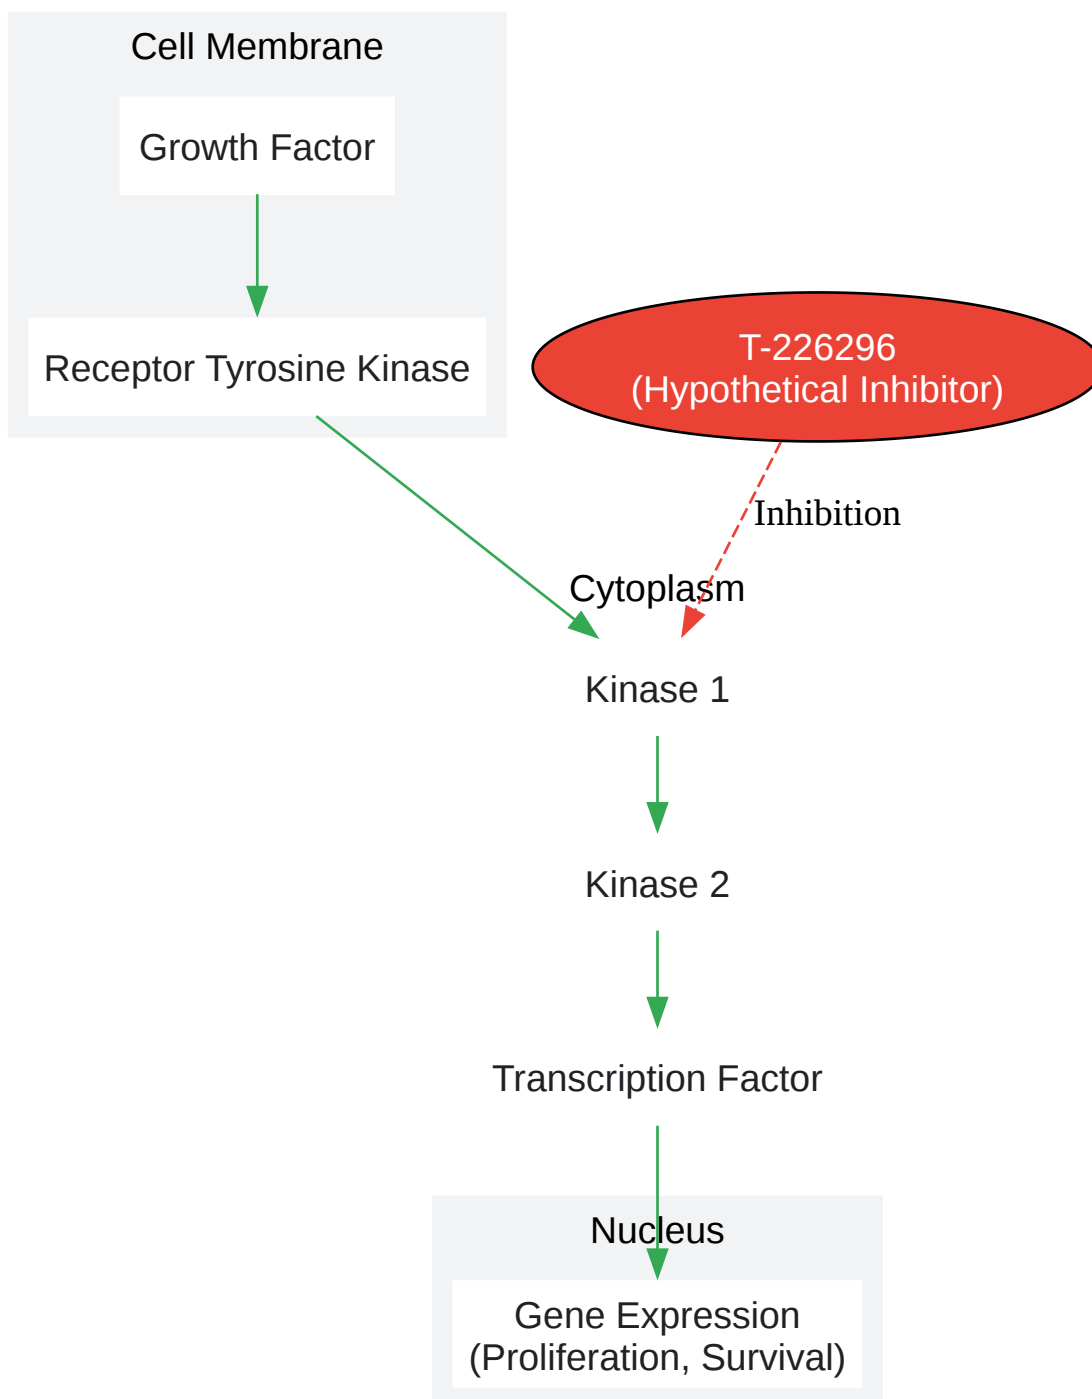 Cell Membrane
Growth Factor
Receptor Tyrosine Kinase
T-226296
(Hypothetical Inhibitor)
Inhibition
Cytoplasm
Kinase 1
Kinase 2
Transcription Factor
Nucleus
Gene Expression
(Proliferation, Survival)